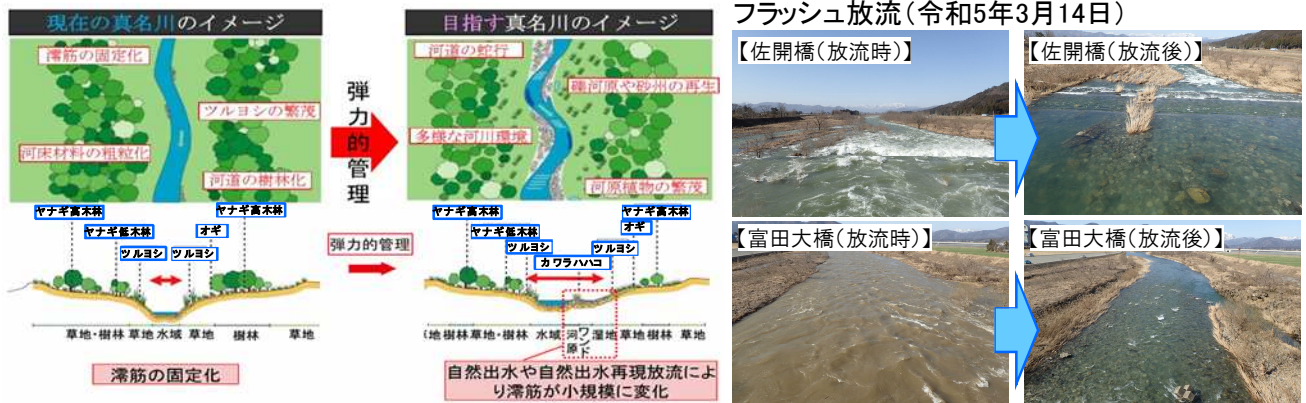 現在の真名川のイメージ
澪筋の固定化
ツルヨシの繁茂
河床材料の粗粒化
河道の樹林化
弾力的管理
目指す真名川のイメージ
河道の蛇行
礫河原や砂州の再生
多様な河川環境
河原植物の繁茂
ヤナギ高木林
ヤナギ高木林
ヤナギ低木林
オギ
ツルヨシ
ツルヨシ
草地・樹林 草地 水域 草地 樹林 草地
澪筋の固定化
弾力的管理
ヤナギ高木林
ヤナギ高木林
ヤナギ低木林
オギ
ツルヨシ
ツルヨシ
カワラハハコ
草地 樹林 草地・樹林 水域 河原 ワンド 湿地 草地 樹林 草地
自然出水や自然出水再現放流によ
り澪筋が小規模に変化
フラッシュ放流(令和5年3月14日)
【佐開橋(放流時)】
【佐開橋(放流後)】
【富田大橋(放流時)】
【富田大橋(放流後)】